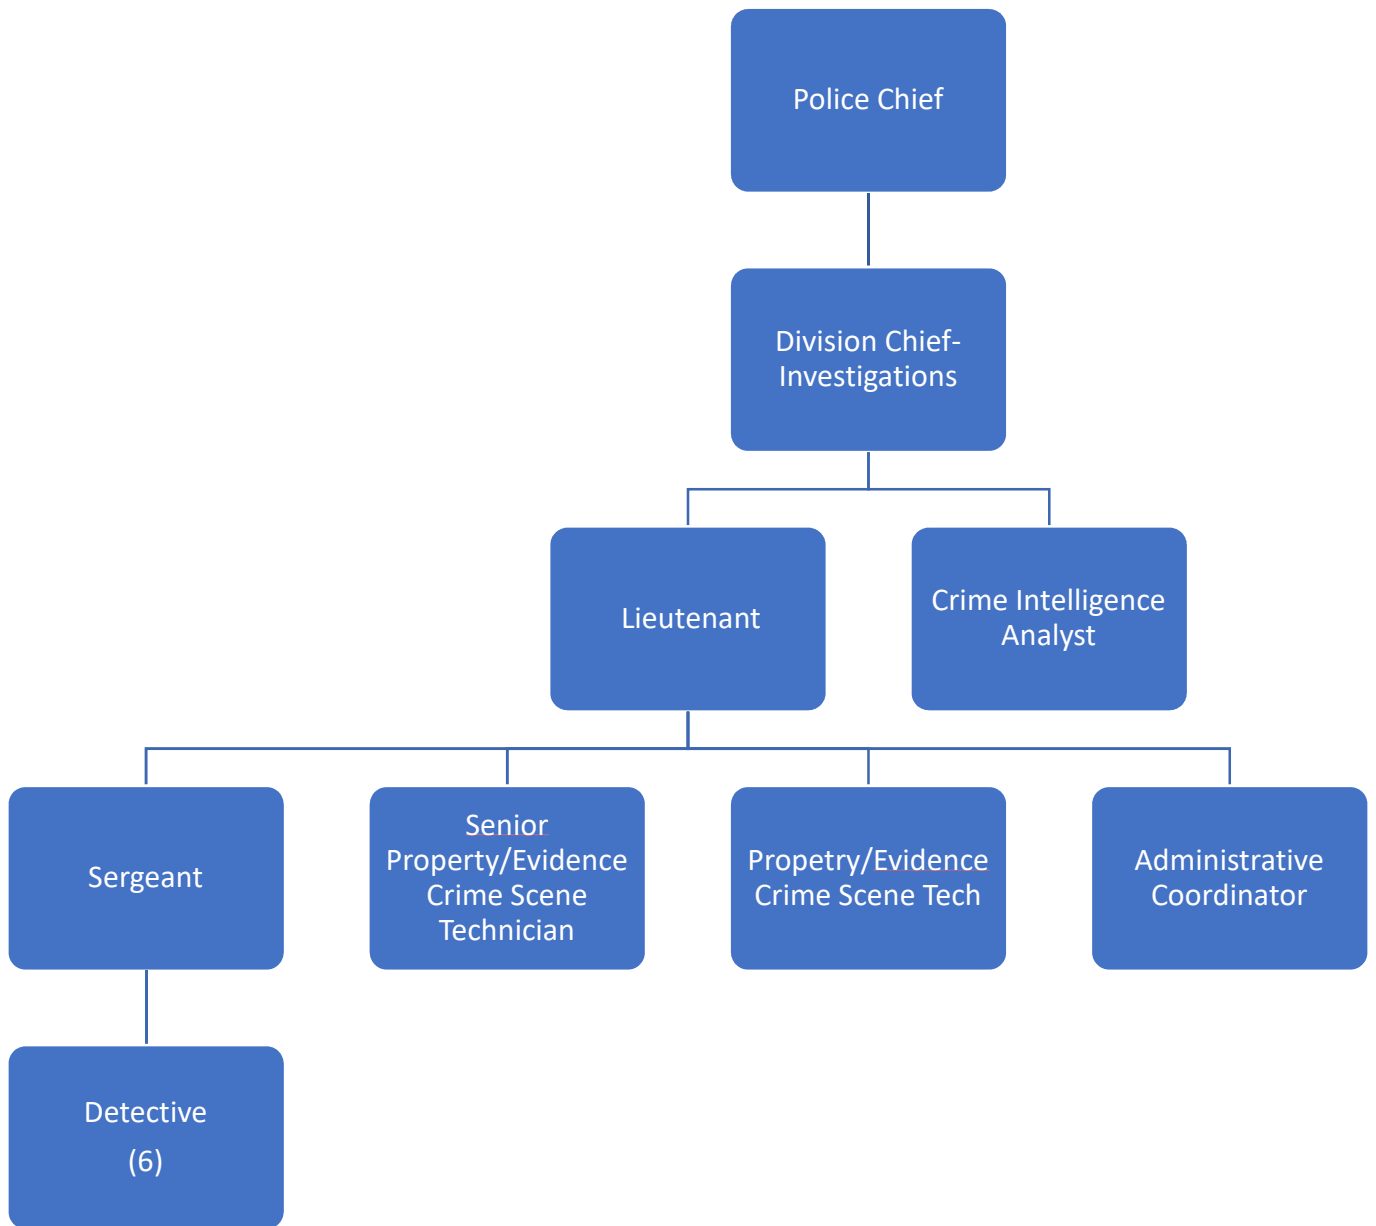 Police Chief
Division Chief-
Investigations
Lieutenant
Crime Intelligence
Analyst
Sergeant
Senior
Property/Evidence
Crime Scene
Technician
Propetry/Evidence
Crime Scene Tech
Administrative
Coordinator
Detective
(6)